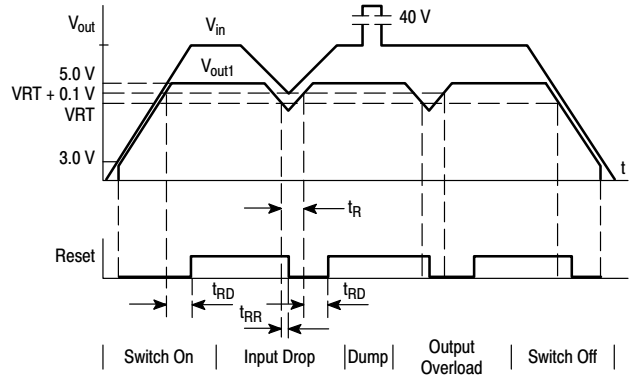 V_out
V_in
40 V
5.0 V
V_out1
VRT + 0.1 V
VRT
3.0 V
t
t_R
Reset
t_RD
t_RR
t_RD
Switch On
Input Drop
Dump
Output
Overload
Switch Off